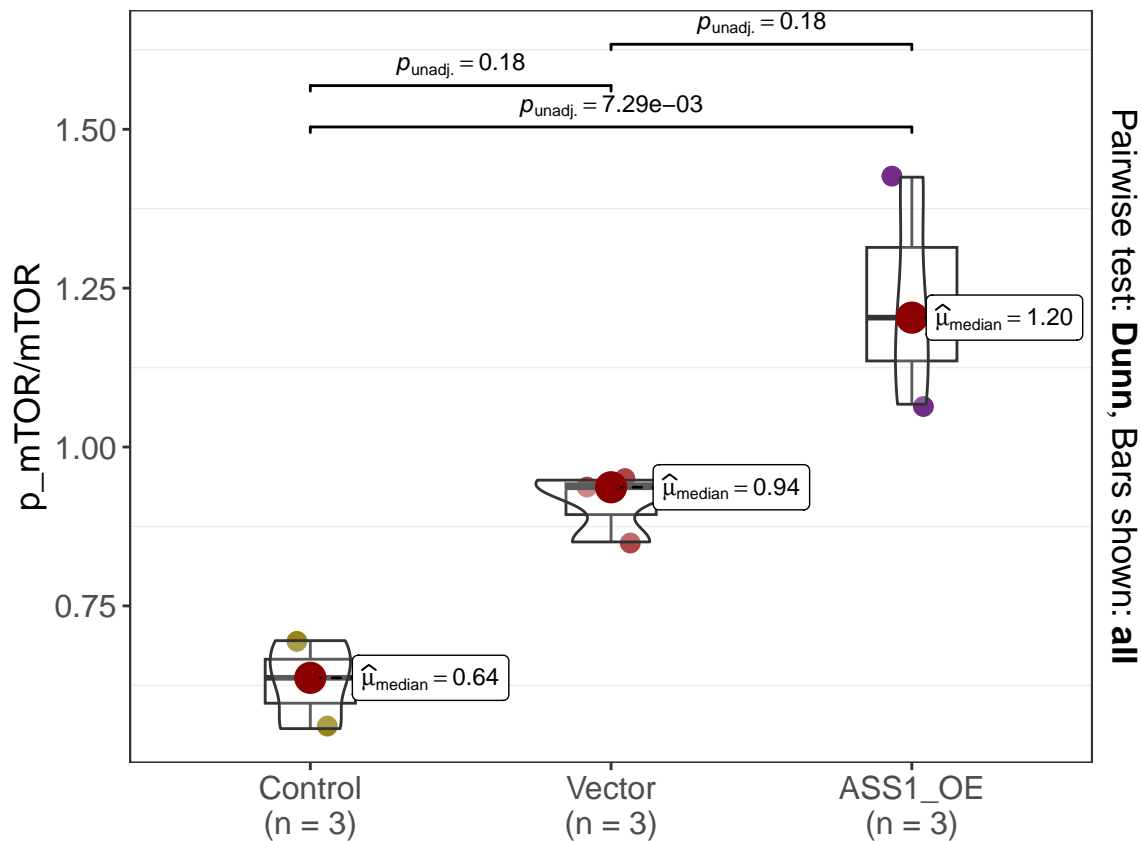 p_unadj. = 0.18
p_unadj. = 0.18
p_unadj. = 7.29e−03
1.50
1.25
1.00
0.75
p_mTOR/mTOR
μ̂_median = 1.20
μ̂_median = 0.94
μ̂_median = 0.64
Control
(n = 3)
Vector
(n = 3)
ASS1_OE
(n = 3)
Pairwise test: Dunn, Bars shown: all